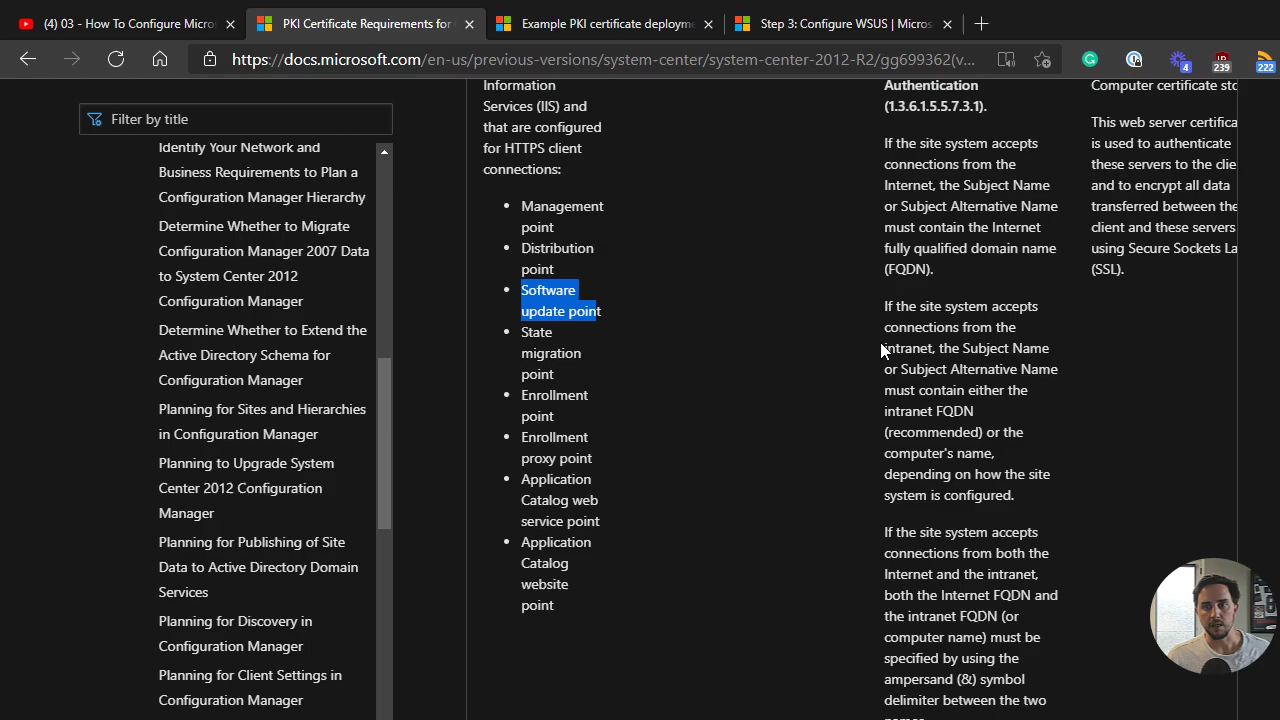 (4) 03 - How To Configure Micros
PKI Certificate Requirements for
Example PKI certificate deployme
Step 3: Configure WSUS | Micros
https://docs.microsoft.com/en-us/previous-versions/system-center/system-center-2012-R2/gg699362(v...
4
239
222
Filter by title
Identify Your Network and
Business Requirements to Plan a
Configuration Manager Hierarchy
Determine Whether to Migrate
Configuration Manager 2007 Data
to System Center 2012
Configuration Manager
Determine Whether to Extend the
Active Directory Schema for
Configuration Manager
Planning for Sites and Hierarchies
in Configuration Manager
Planning to Upgrade System
Center 2012 Configuration
Manager
Planning for Publishing of Site
Data to Active Directory Domain
Services
Planning for Discovery in
Configuration Manager
Planning for Client Settings in
Configuration Manager
Information
Services (IIS) and
that are configured
for HTTPS client
connections:
• Management
point
• Distribution
point
• Software
update point
• State
migration
point
• Enrollment
point
• Enrollment
proxy point
• Application
Catalog web
service point
• Application
Catalog
website
point
Authentication
(1.3.6.1.5.5.7.3.1).
If the site system accepts
connections from the
Internet, the Subject Name
or Subject Alternative Name
must contain the Internet
fully qualified domain name
(FQDN).
If the site system accepts
connections from the
intranet, the Subject Name
or Subject Alternative Name
must contain either the
intranet FQDN
(recommended) or the
computer's name,
depending on how the site
system is configured.
If the site system accepts
connections from both the
Internet and the intranet,
both the Internet FQDN and
the intranet FQDN (or
computer name) must be
specified by using the
ampersand (&) symbol
delimiter between the two
Computer certificate sto
This web server certifica
is used to authenticate
these servers to the clie
and to encrypt all data
transferred between the
client and these servers
using Secure Sockets La
(SSL).